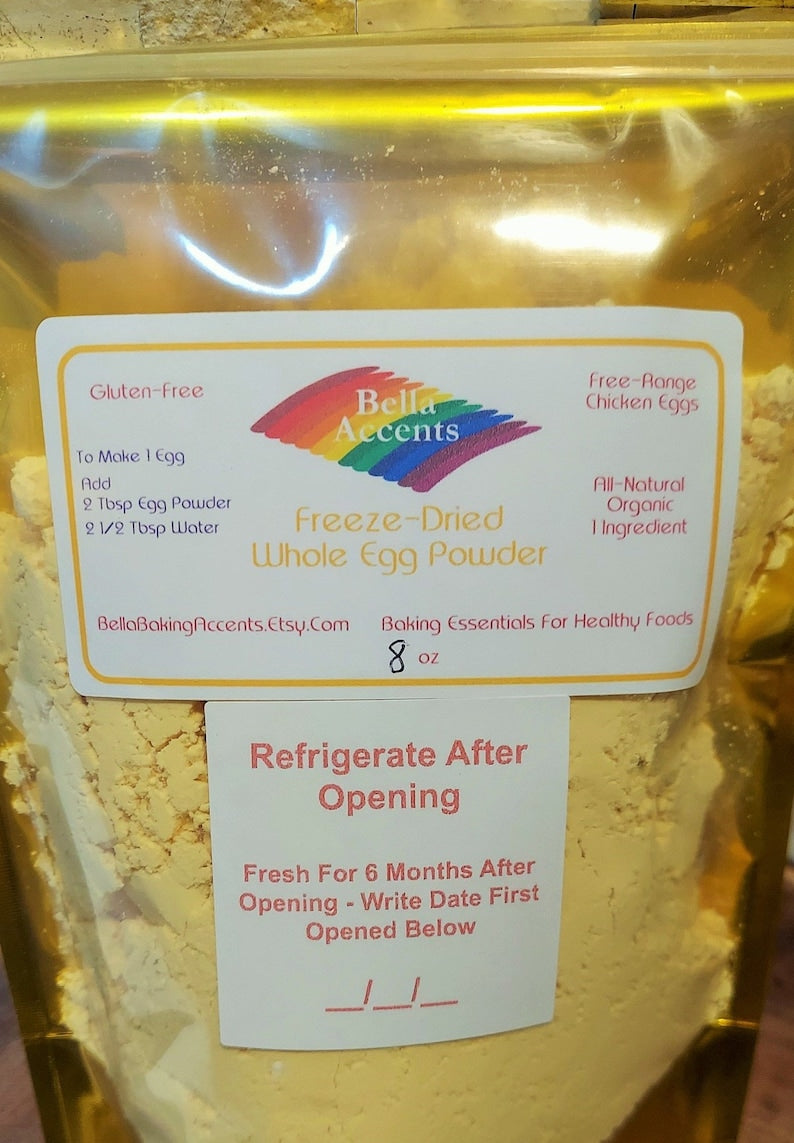 Gluten-Free
Bella
Accents
Free-Range
Chicken Eggs
To Make 1 Egg
Add
2 Tbsp Egg Powder
2 1/2 Tbsp Water
All-Natural
Organic
1 Ingredient
Freeze-Dried
Whole Egg Powder
BellaBakingAccents.Etsy.Com
Baking Essentials For Healthy Foods
8 oz
Refrigerate After
Opening
Fresh For 6 Months After
Opening - Write Date First
Opened Below
__/__/__